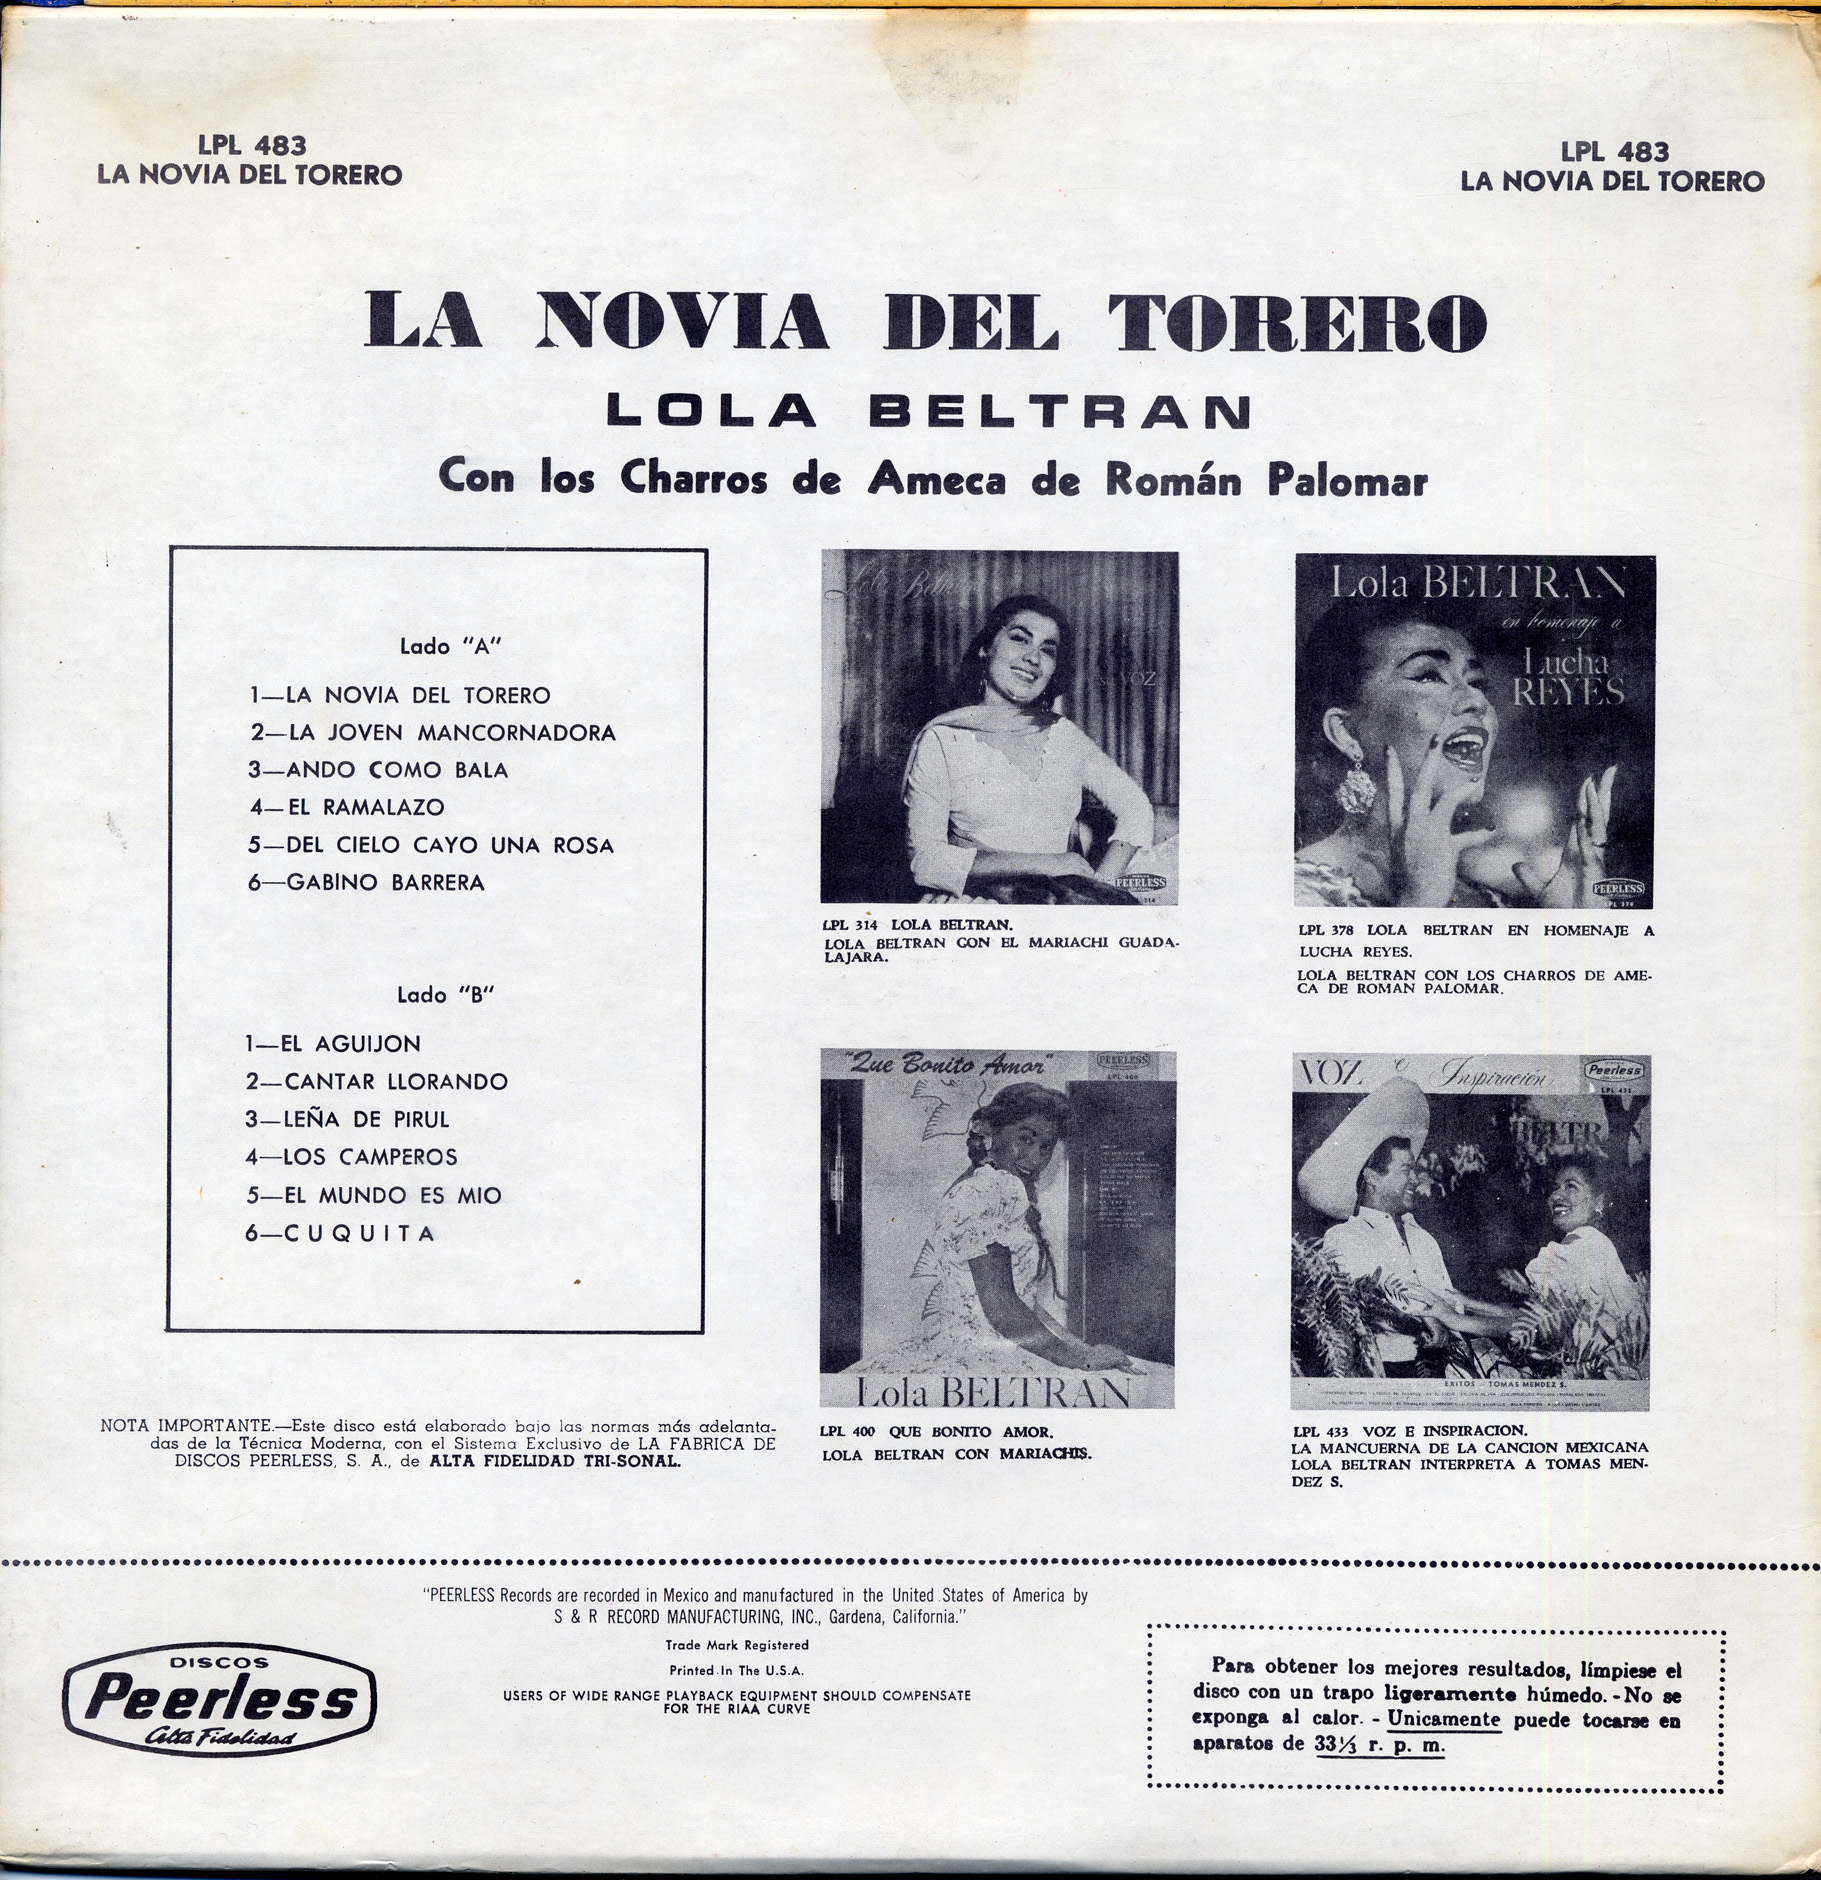 LPL 483
LA NOVIA DEL TORERO
LPL 483
LA NOVIA DEL TORERO
LA NOVIA DEL TORERO
LOLA BELTRAN
Con los Charros de Ameca de Román Palomar
Lado "A"
1—LA NOVIA DEL TORERO
2—LA JOVEN MANCORNADORA
3—ANDO COMO BALA
4—EL RAMALAZO
5—DEL CIELO CAYO UNA ROSA
6—GABINO BARRERA
Lado "B"
1—EL AGUIJON
2—CANTAR LLORANDO
3—LEÑA DE PIRUL
4—LOS CAMPEROS
5—EL MUNDO ES MIO
6—CUQUITA
Lola Beltran
VOZ
PEERLESS
314
LPL 314 LOLA BELTRAN.
LOLA BELTRAN CON EL MARIACHI GUADA-
LAJARA.
Lola BELTRAN
en homenaje a
Lucha
REYES
PEERLESS
LPL 378
LPL 378 LOLA BELTRAN EN HOMENAJE A
LUCHA REYES.
LOLA BELTRAN CON LOS CHARROS DE AME-
CA DE ROMAN PALOMAR.
"Que Bonito Amor"
PEERLESS
LPL 400
Lola BELTRAN
LPL 400 QUE BONITO AMOR.
LOLA BELTRAN CON MARIACHIS.
VOZ e Inspiración
Peerless
LPL 433
EXITOS - TOMAS MENDEZ S.
LPL 433 VOZ E INSPIRACION.
LA MANCUERNA DE LA CANCION MEXICANA
LOLA BELTRAN INTERPRETA A TOMAS MEN-
DEZ S.
NOTA IMPORTANTE.—Este disco está elaborado bajo las normas más adelanta-
das de la Técnica Moderna, con el Sistema Exclusivo de LA FABRICA DE
DISCOS PEERLESS, S. A., de ALTA FIDELIDAD TRI-SONAL.
"PEERLESS Records are recorded in Mexico and manufactured in the United States of America by
S & R RECORD MANUFACTURING, INC., Gardena, California."
Trade Mark Registered
Printed In The U.S.A.
USERS OF WIDE RANGE PLAYBACK EQUIPMENT SHOULD COMPENSATE
FOR THE RIAA CURVE
DISCOS
Peerless
Alta Fidelidad
Para obtener los mejores resultados, límpiese el
disco con un trapo ligeramente húmedo. - No se
exponga al calor. - Unicamente puede tocarse en
aparatos de 33⅓ r. p. m.